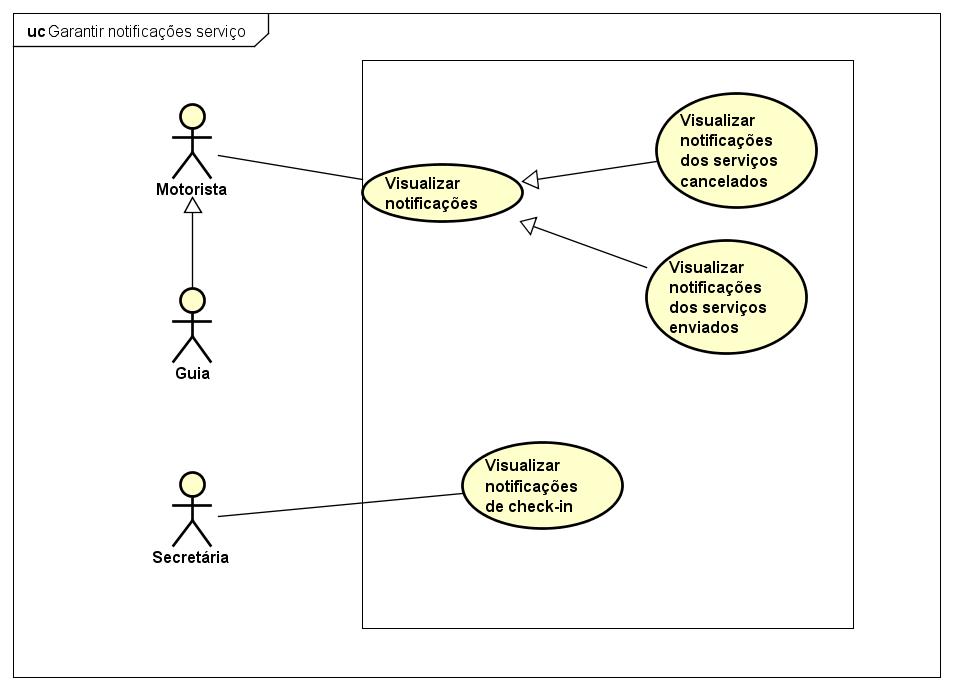 uc Garantir notificações serviço
Motorista
Visualizar
notificações
Visualizar
notificações
dos serviços
cancelados
Visualizar
notificações
dos serviços
enviados
Guia
Visualizar
notificações
de check-in
Secretária